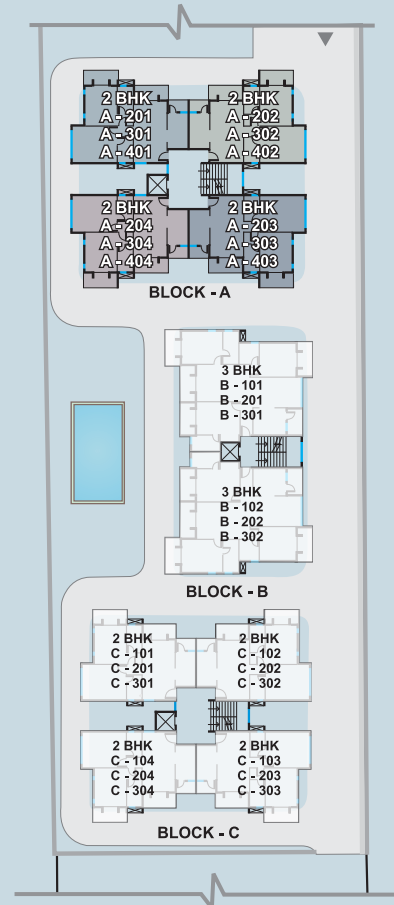 2 BHK
A - 201
A - 301
A - 401
2 BHK
A - 202
A - 302
A - 402
2 BHK
A - 204
A - 304
A - 404
2 BHK
A - 203
A - 303
A - 403
BLOCK - A
3 BHK
B - 101
B - 201
B - 301
3 BHK
B - 102
B - 202
B - 302
BLOCK - B
2 BHK
C - 101
C - 201
C - 301
2 BHK
C - 102
C - 202
C - 302
2 BHK
C - 104
C - 204
C - 304
2 BHK
C - 103
C - 203
C - 303
BLOCK - C